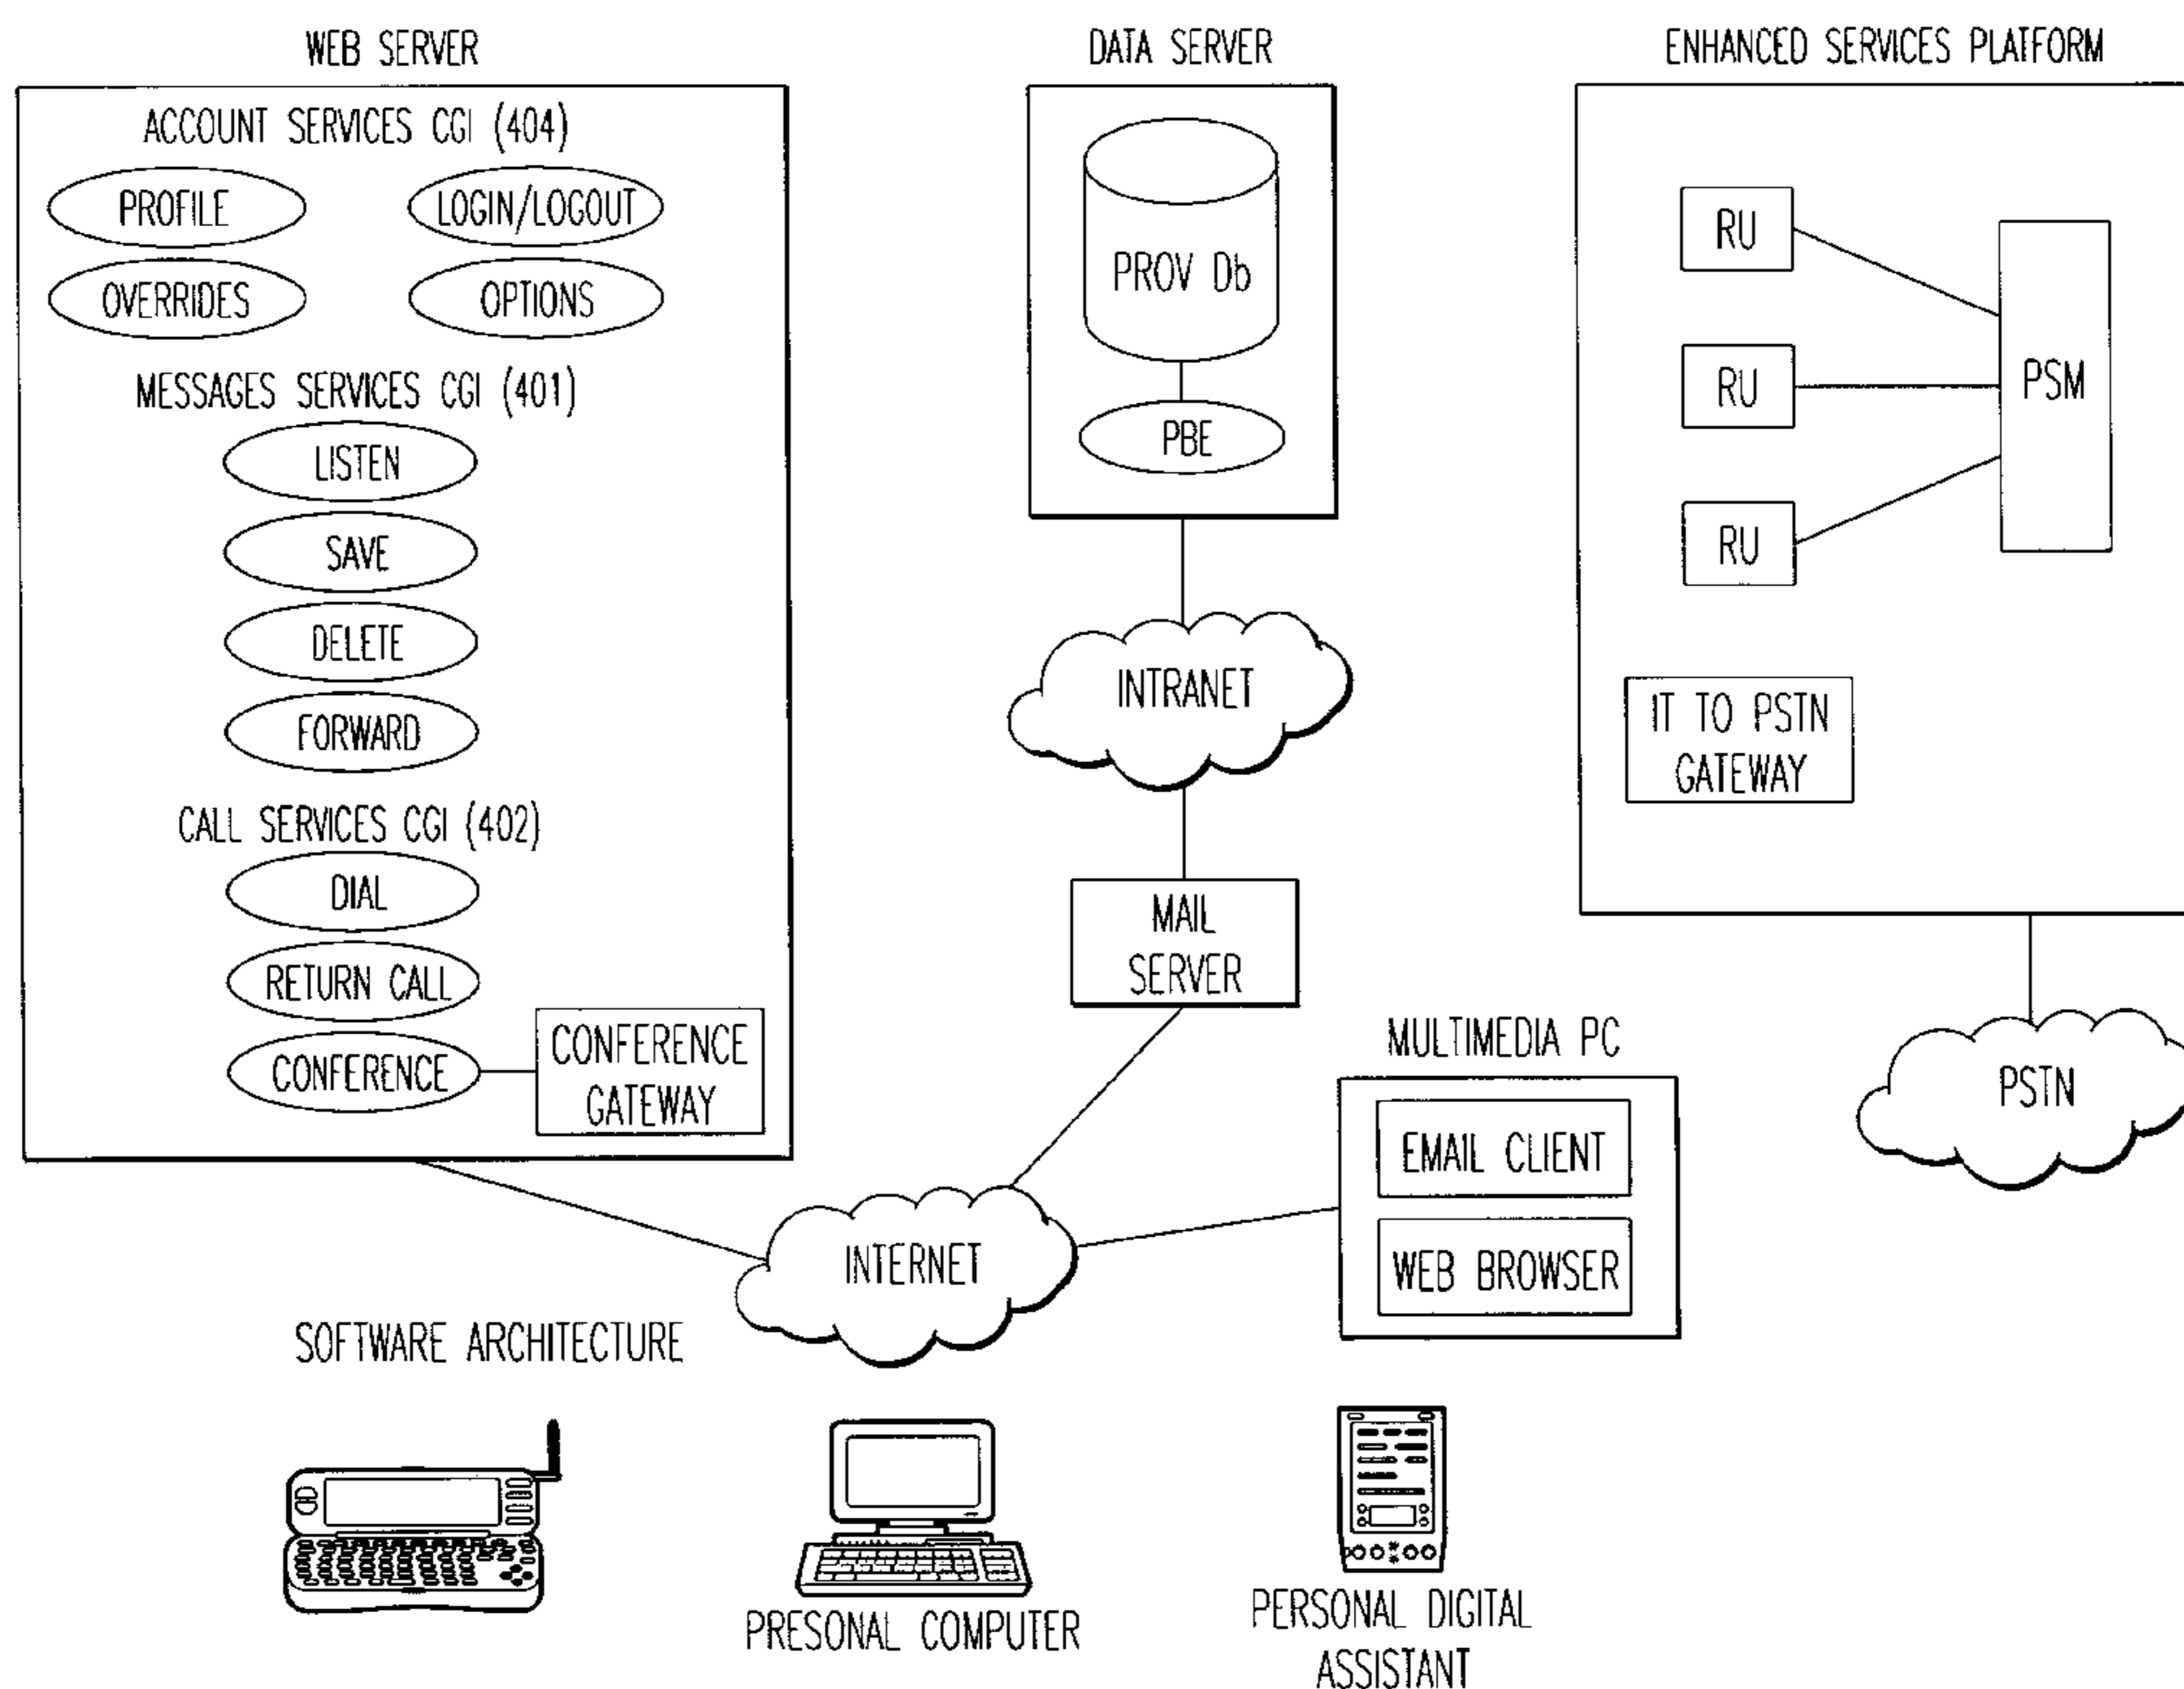 WEB SERVER
ACCOUNT SERVICES CGI (404)
PROFILE
LOGIN/LOGOUT
OVERRIDES
OPTIONS
MESSAGES SERVICES CGI (401)
LISTEN
SAVE
DELETE
FORWARD
CALL SERVICES CGI (402)
DIAL
RETURN CALL
CONFERENCE
CONFERENCE
GATEWAY
DATA SERVER
PROV Db
PBE
INTRANET
MAIL
SERVER
ENHANCED SERVICES PLATFORM
RU
RU
RU
PSM
IT TO PSTN
GATEWAY
PSTN
MULTIMEDIA PC
EMAIL CLIENT
WEB BROWSER
INTERNET
SOFTWARE ARCHITECTURE
PRESONAL COMPUTER
PERSONAL DIGITAL
ASSISTANT